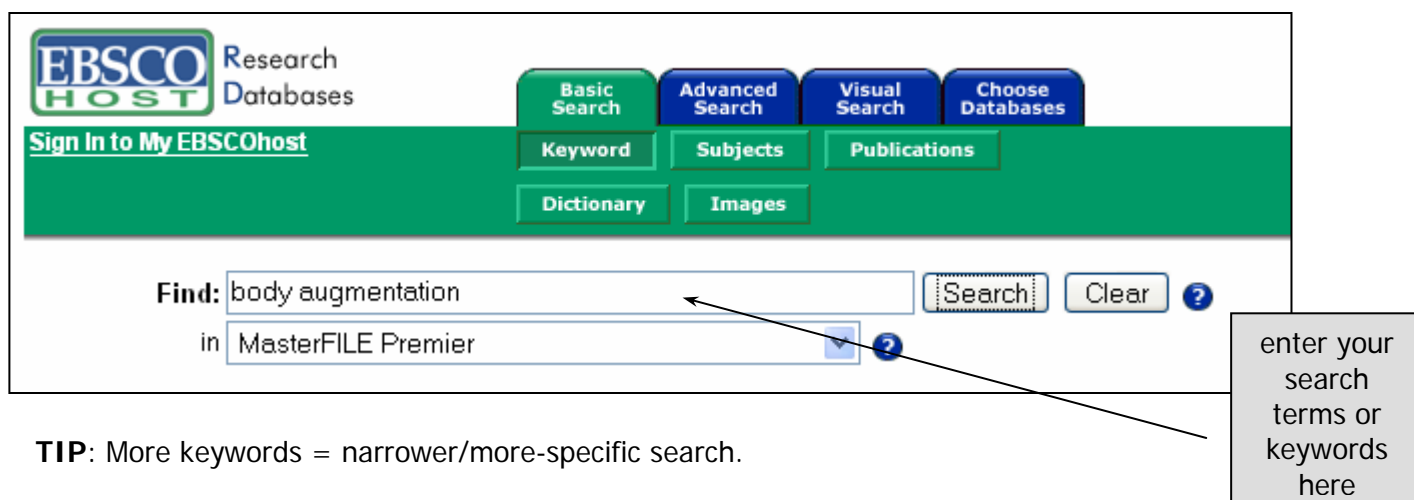 EBSCO Research
HOST Databases
Basic Search
Advanced Search
Visual Search
Choose Databases
Sign In to My EBSCOhost
Keyword Subjects Publications
Dictionary Images
Find: body augmentation Search Clear ?
in MasterFILE Premier ?
enter your
search
terms or
keywords
here
TIP: More keywords = narrower/more-specific search.